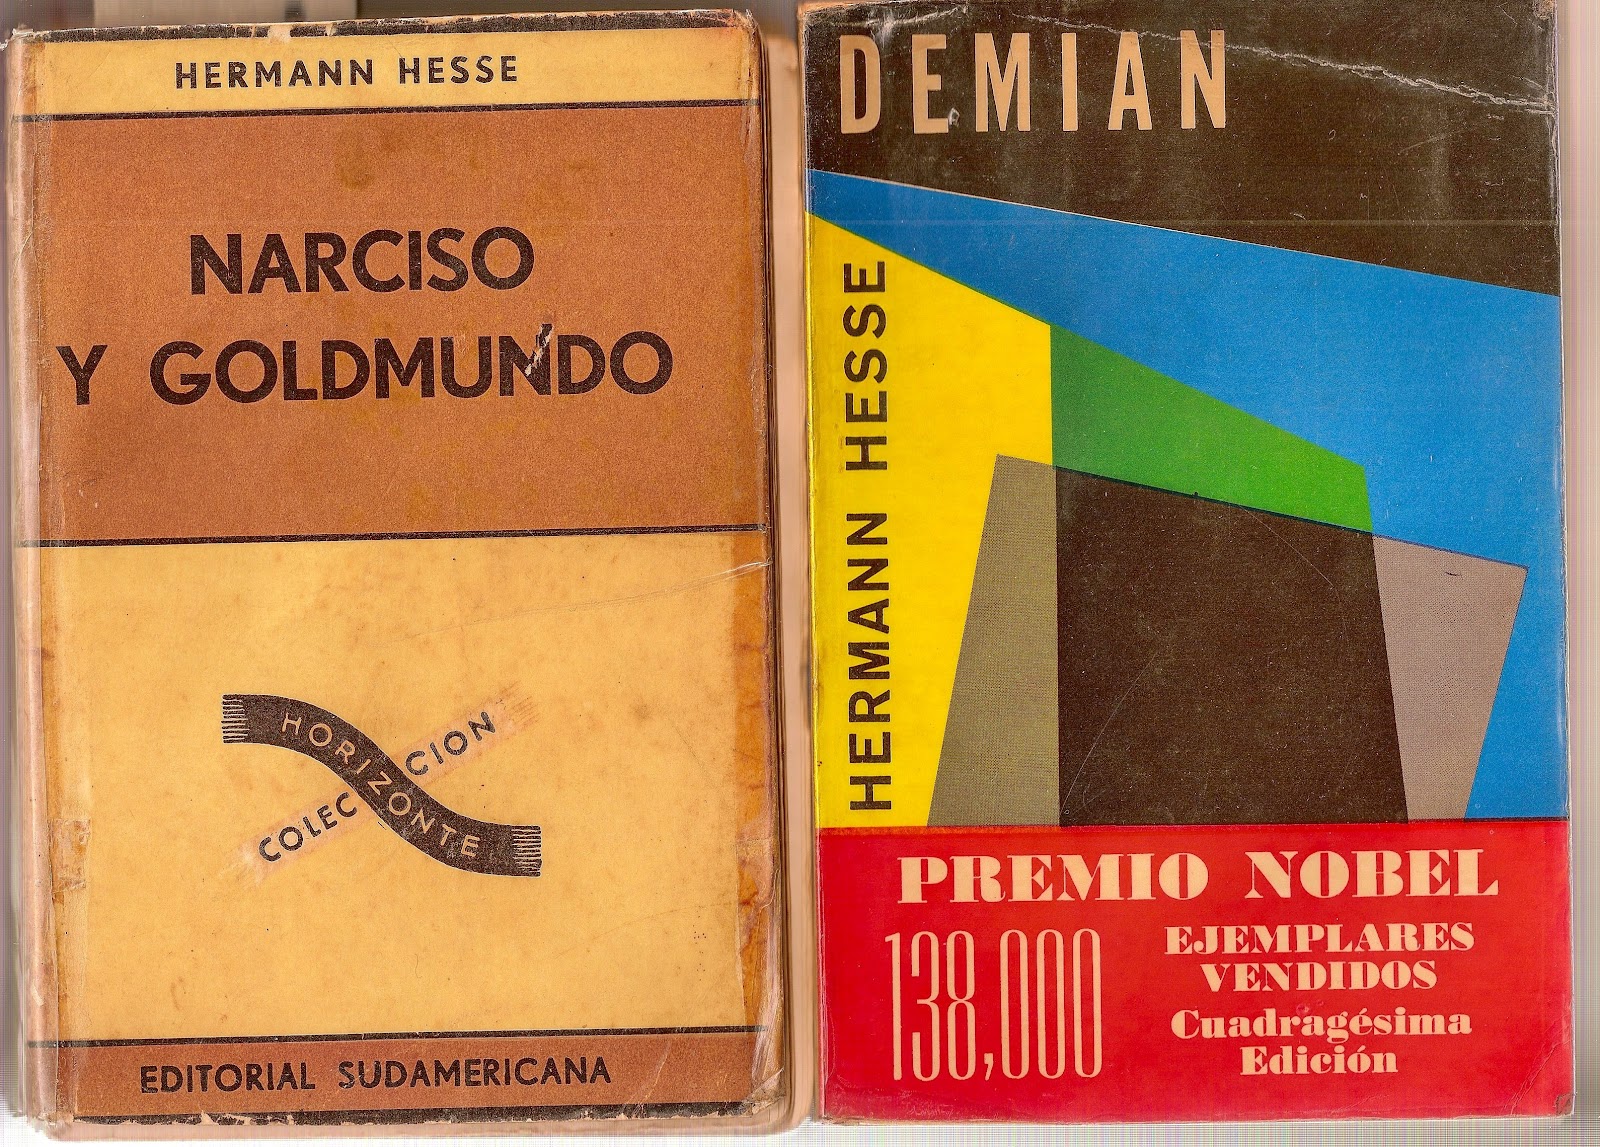 HERMANN HESSE
NARCISO
Y GOLDMUNDO
COLECCION
HORIZONTE
EDITORIAL SUDAMERICANA
DEMIAN
HERMANN HESSE
PREMIO NOBEL
138,000
EJEMPLARES
VENDIDOS
Cuadragésima
Edición